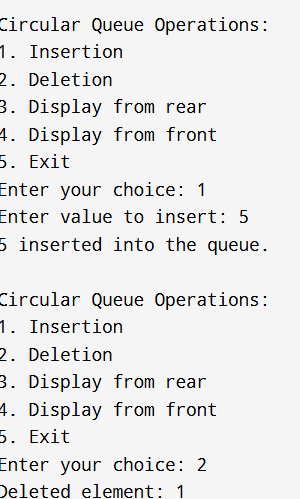 Circular Queue Operations:
1. Insertion
2. Deletion
3. Display from rear
4. Display from front
5. Exit
Enter your choice: 1
Enter value to insert: 5
5 inserted into the queue.
Circular Queue Operations:
1. Insertion
2. Deletion
3. Display from rear
4. Display from front
5. Exit
Enter your choice: 2
Deleted element: 1